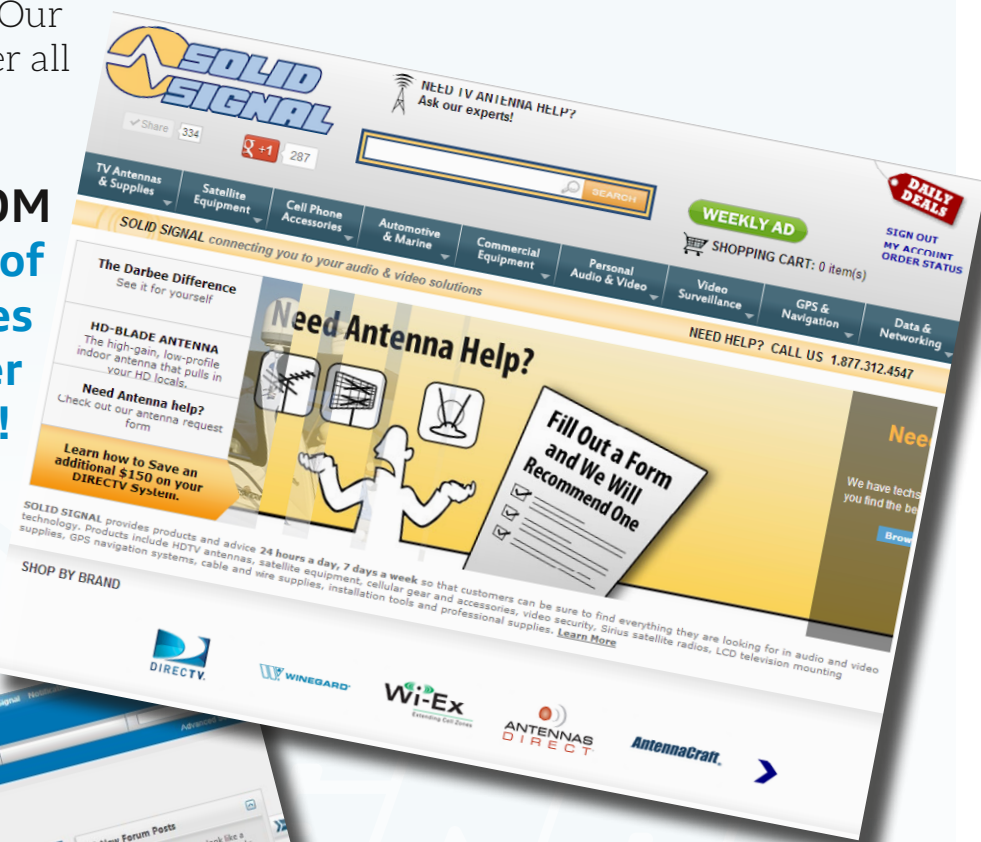 Our
er all
OM
of
es
er
!
SOLID
SIGNAL
NEED TV ANTENNA HELP?
Ask our experts!
Share 334
g +1 287
SEARCH
DAILY
DEALS
WEEKLY AD
SHOPPING CART: 0 item(s)
SIGN OUT
MY ACCOUNT
ORDER STATUS
TV Antennas
& Supplies
Satellite
Equipment
Cell Phone
Accessories
Automotive
& Marine
Commercial
Equipment
Personal
Audio & Video
Video
Surveillance
GPS &
Navigation
Data &
Networking
SOLID SIGNAL connecting you to your audio & video solutions
NEED HELP? CALL US 1.877.312.4547
The Darbee Difference
See it for yourself
HD-BLADE ANTENNA
The high-gain, low-profile
indoor antenna that pulls in
your HD locals.
Need Antenna help?
Check out our antenna request
form
Learn how to Save an
additional $150 on your
DIRECTV System.
Need Antenna Help?
Fill Out a Form
and We Will
Recommend One
Nee
We have techs
you find the be
Brow
SOLID SIGNAL provides products and advice 24 hours a day, 7 days a week so that customers can be sure to find everything they are looking for in audio and video
technology. Products include HDTV antennas, satellite equipment, cellular gear and accessories, video security, Sirius satellite radios, LCD television mounting
supplies, GPS navigation systems, cable and wire supplies, installation tools and professional supplies. Learn More
SHOP BY BRAND
DIRECTV
WINEGARD
Wi-Ex
Extending Cell Zones
ANTENNAS
DIRECT
AntennaCraft
ignal Notificati
Advanced
New Forum Posts
look like a